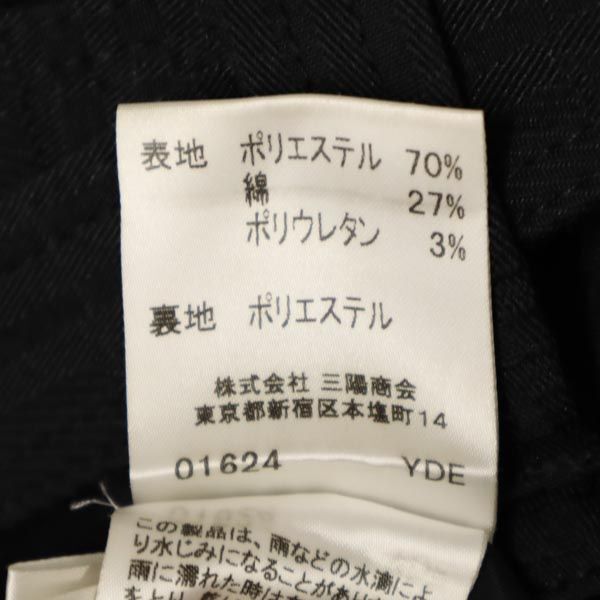 表地 ポリエステル 70%
綿 27%
ポリウレタン 3%
裏地 ポリエステル
株式会社 三陽商会
東京都新宿区本塩町14
01624 YDE
この製品は、雨などの水滴によ
り水じみになることがあり
雨に濡れた時は